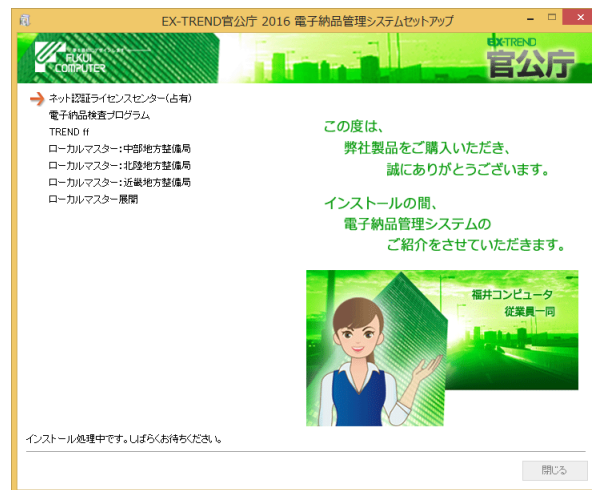 EX-TREND官公庁 2016 電子納品管理システムセットアップ
FUKUI
COMPUTER
EX-TREND
官公庁
ネット認証ライセンスセンター(占有)
電子納品検査プログラム
TREND ff
ローカルマスター:中部地方整備局
ローカルマスター:北陸地方整備局
ローカルマスター:近畿地方整備局
ローカルマスター展開
この度は、
弊社製品をご購入いただき、
誠にありがとうございます。
インストールの間、
電子納品管理システムの
ご紹介をさせていただきます。
福井コンピュータ
従業員一同
インストール処理中です。しばらくお待ちください。
閉じる